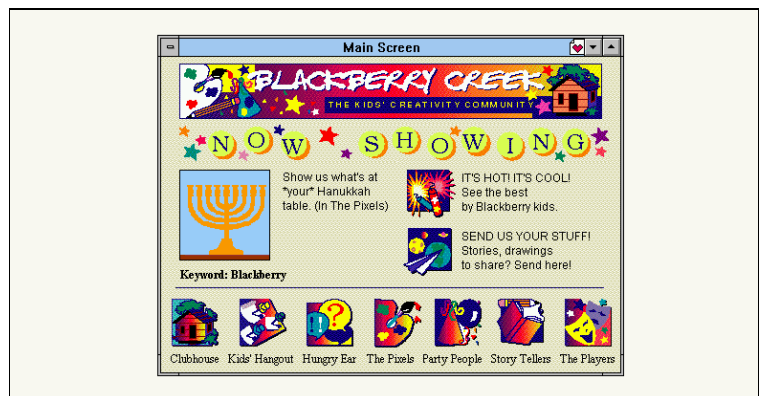 Main Screen
BLACKBERRY CREEK
THE KIDS' CREATIVITY COMMUNITY
NOW SHOWING
Show us what's at
*your* Hanukkah
table. (In The Pixels)
IT'S HOT! IT'S COOL!
See the best
by Blackberry kids.
SEND US YOUR STUFF!
Stories, drawings
to share? Send here!
Keyword: Blackberry
Clubhouse Kids' Hangout Hungry Ear The Pixels Party People Story Tellers The Players